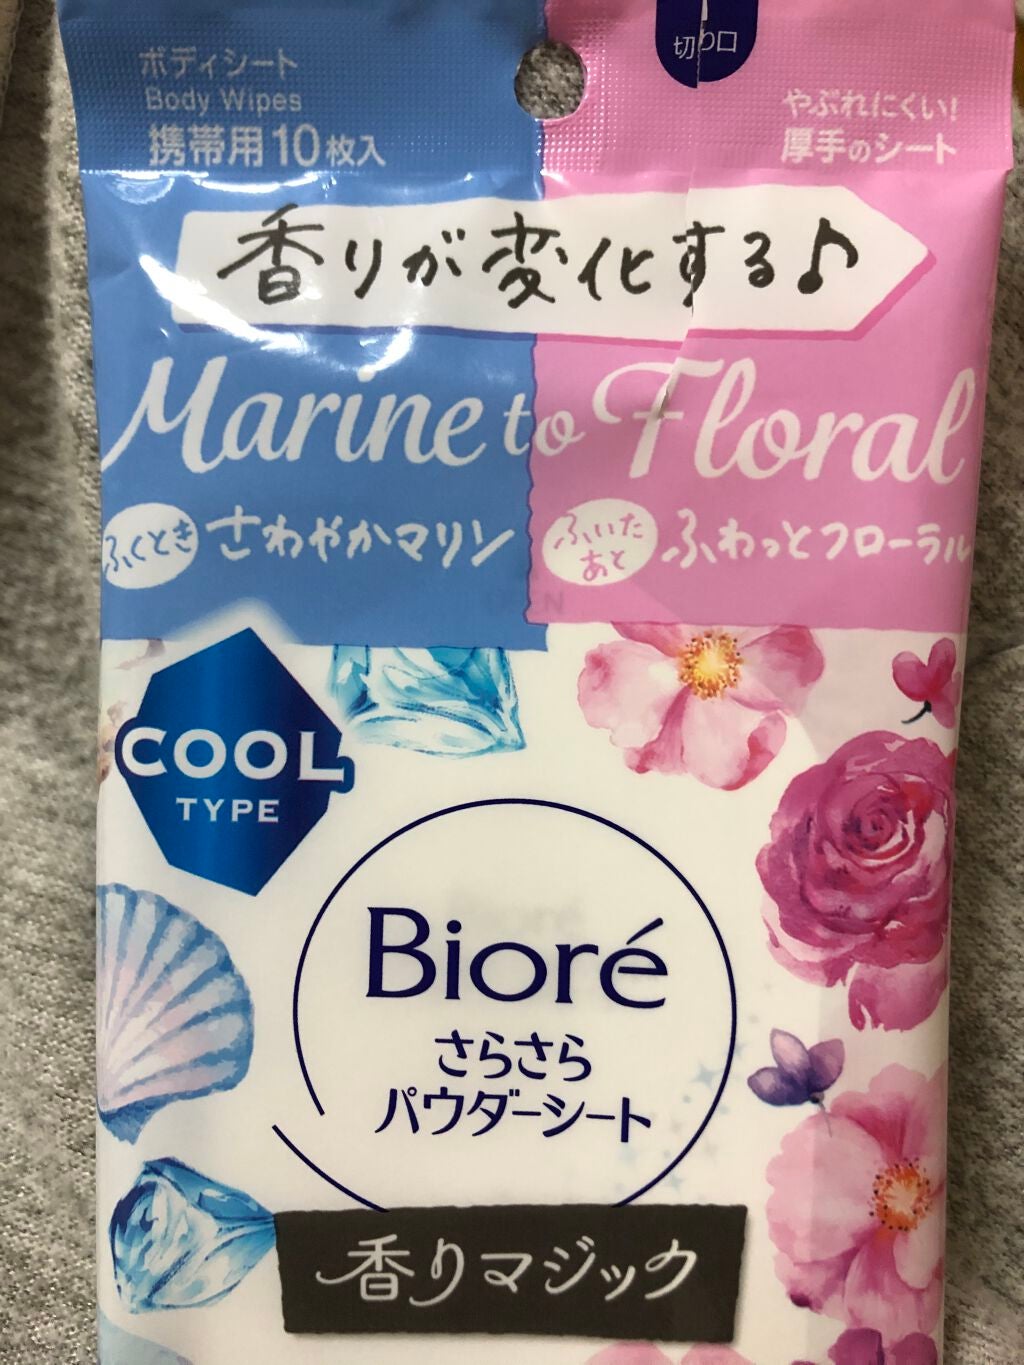 ボディシート
Body Wipes
携帯用10枚入
切り口
やぶれにくい!
厚手のシート
香りが変化する♪
Marine to Floral
ふくとき さわやかマリン
ふいたあと ふわっとフローラル
COOL
TYPE
Bioré
さらさら
パウダーシート
香りマジック